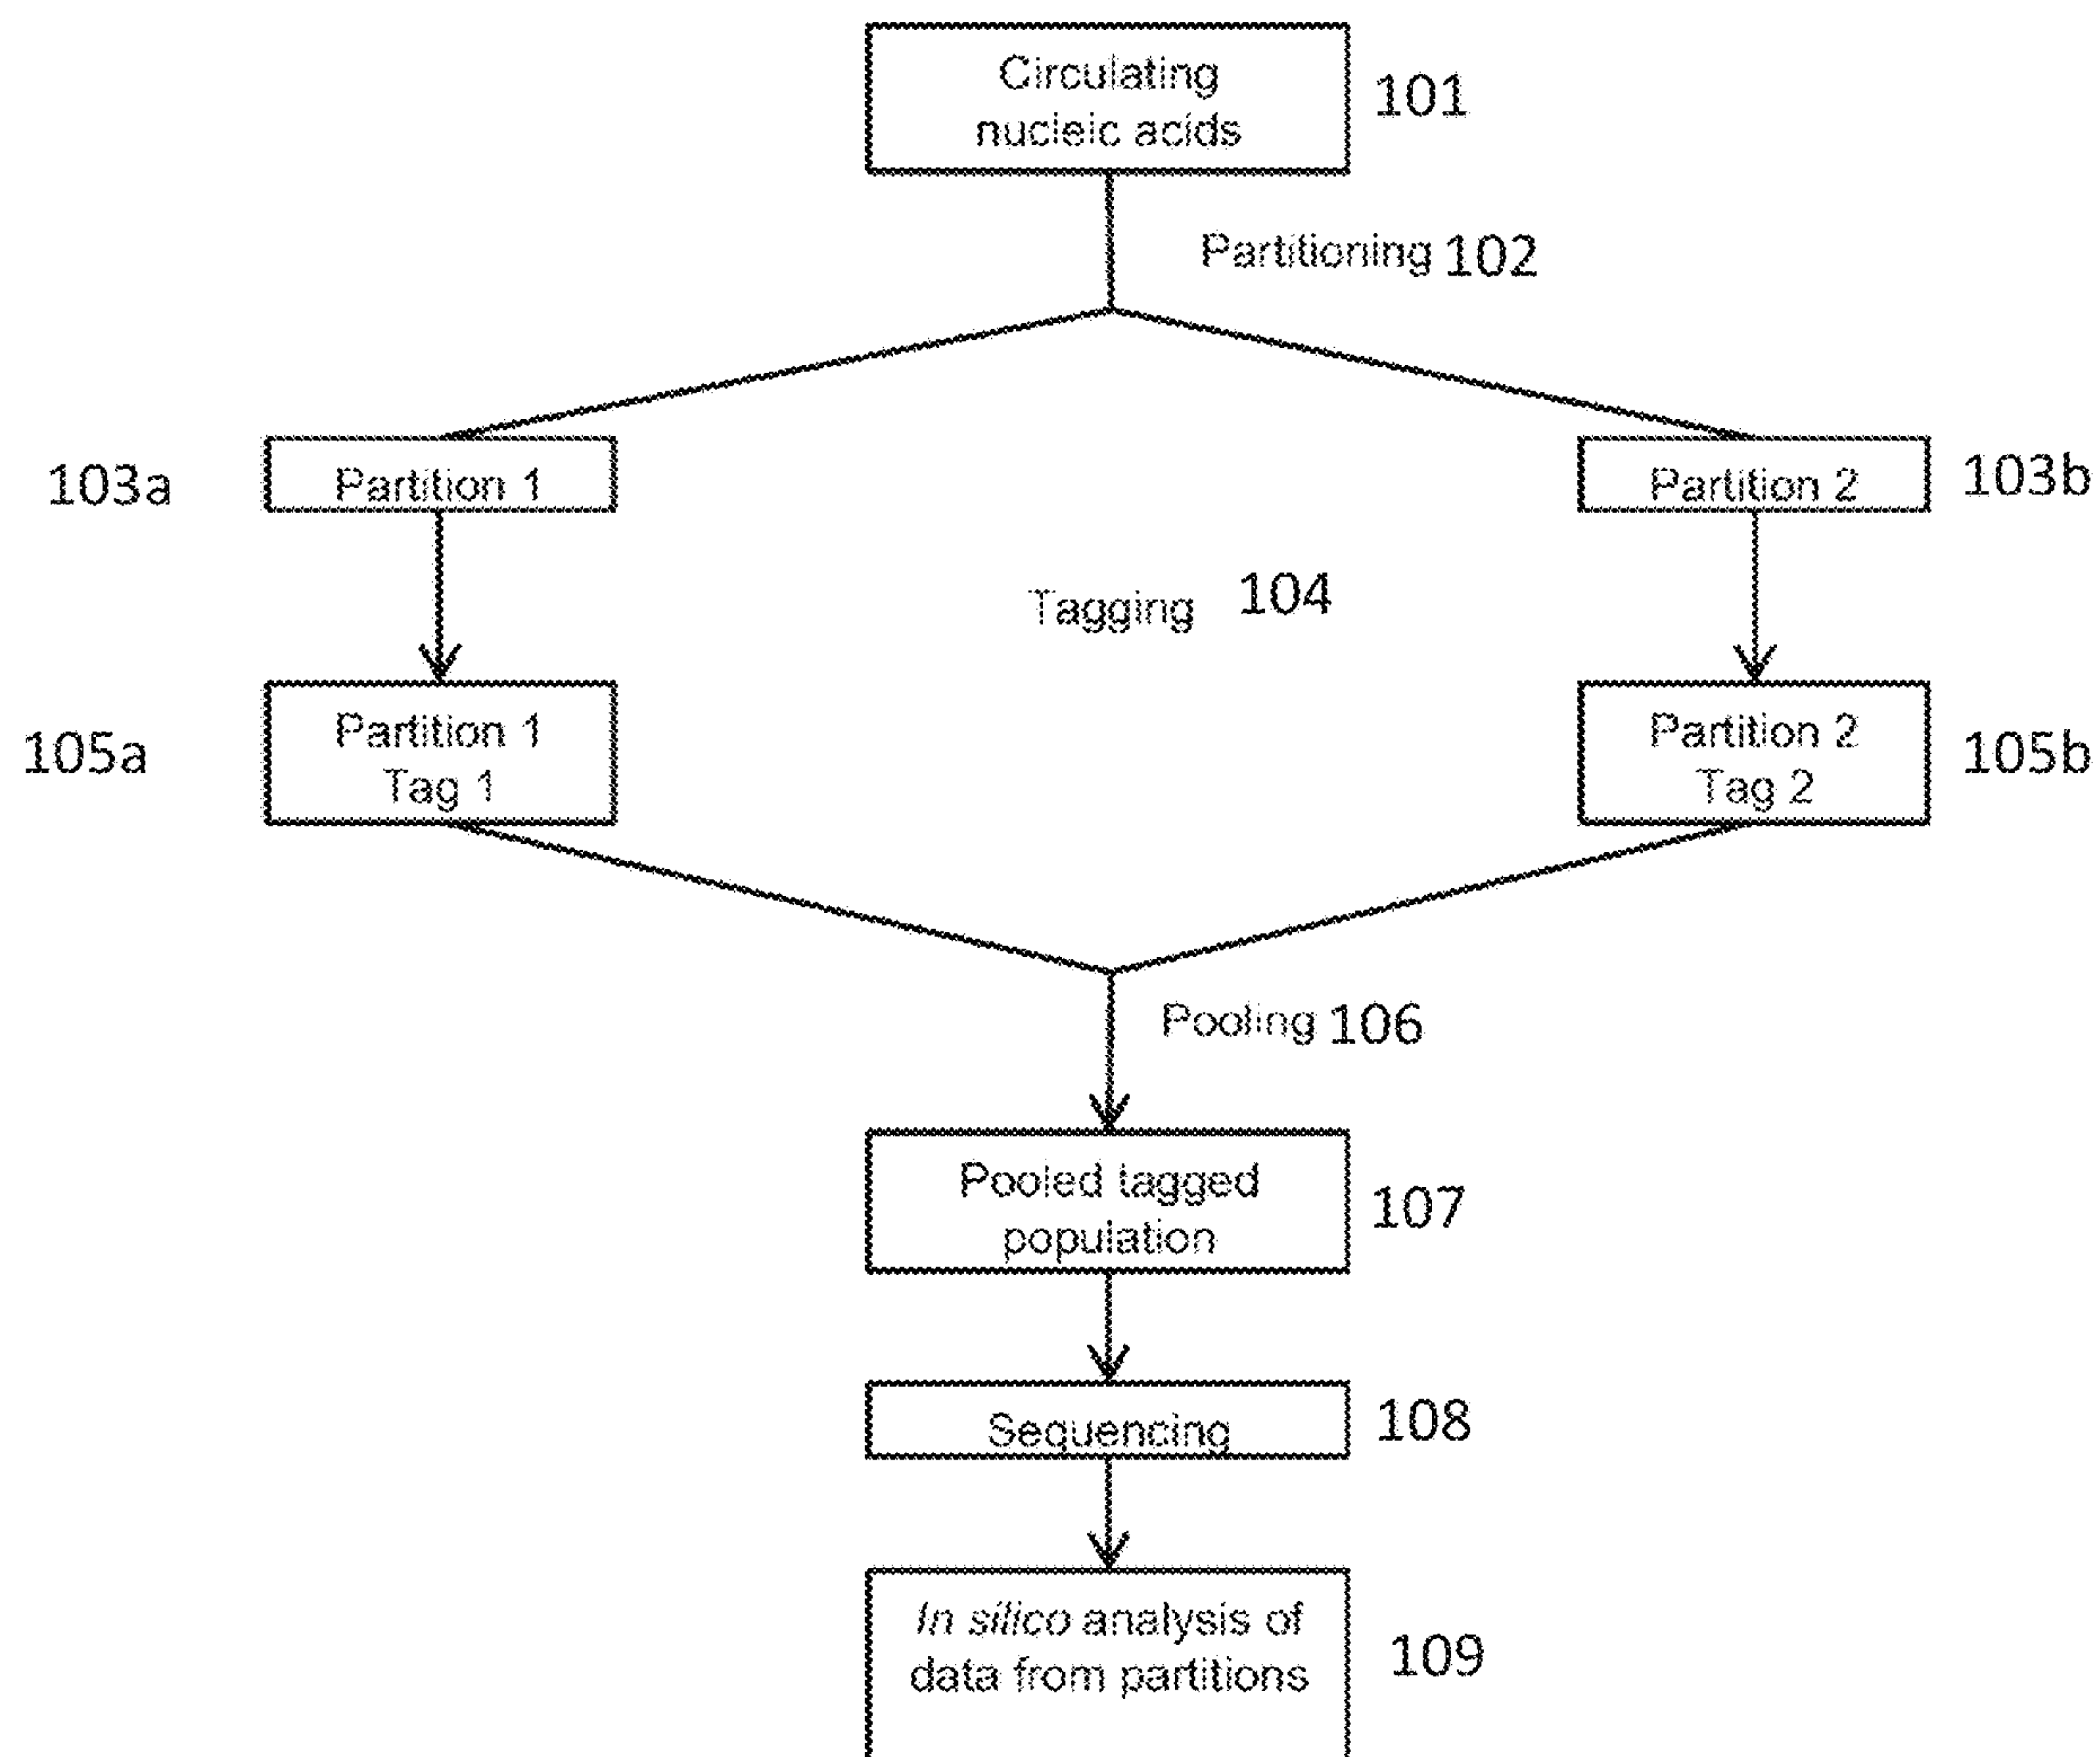 Circulating
nucleic acids
101
Partitioning 102
103a
Partition 1
Partition 2
103b
Tagging 104
105a
Partition 1
Tag 1
Partition 2
Tag 2
105b
Pooling 106
Pooled tagged
population
107
Sequencing
108
In silico analysis of
data from partitions
109